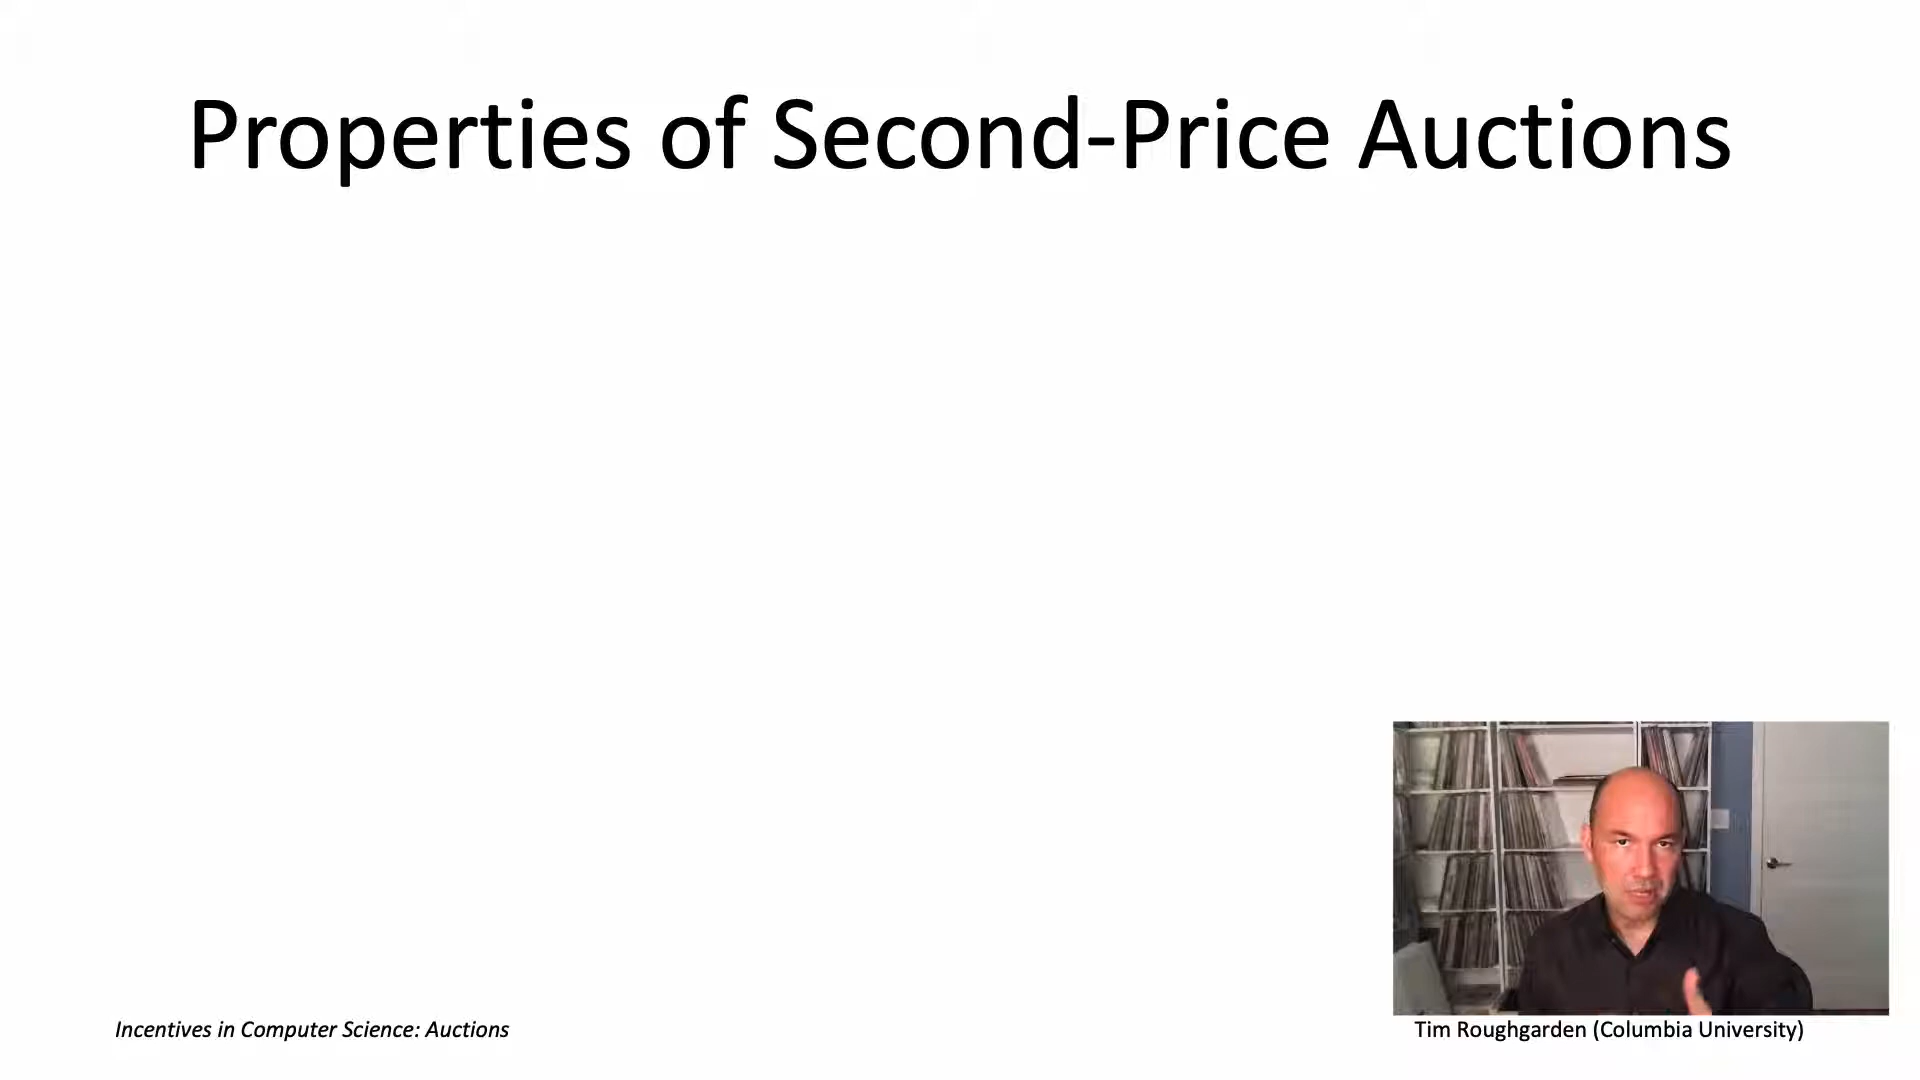 Properties of Second-Price Auctions
Incentives in Computer Science: Auctions
Tim Roughgarden (Columbia University)